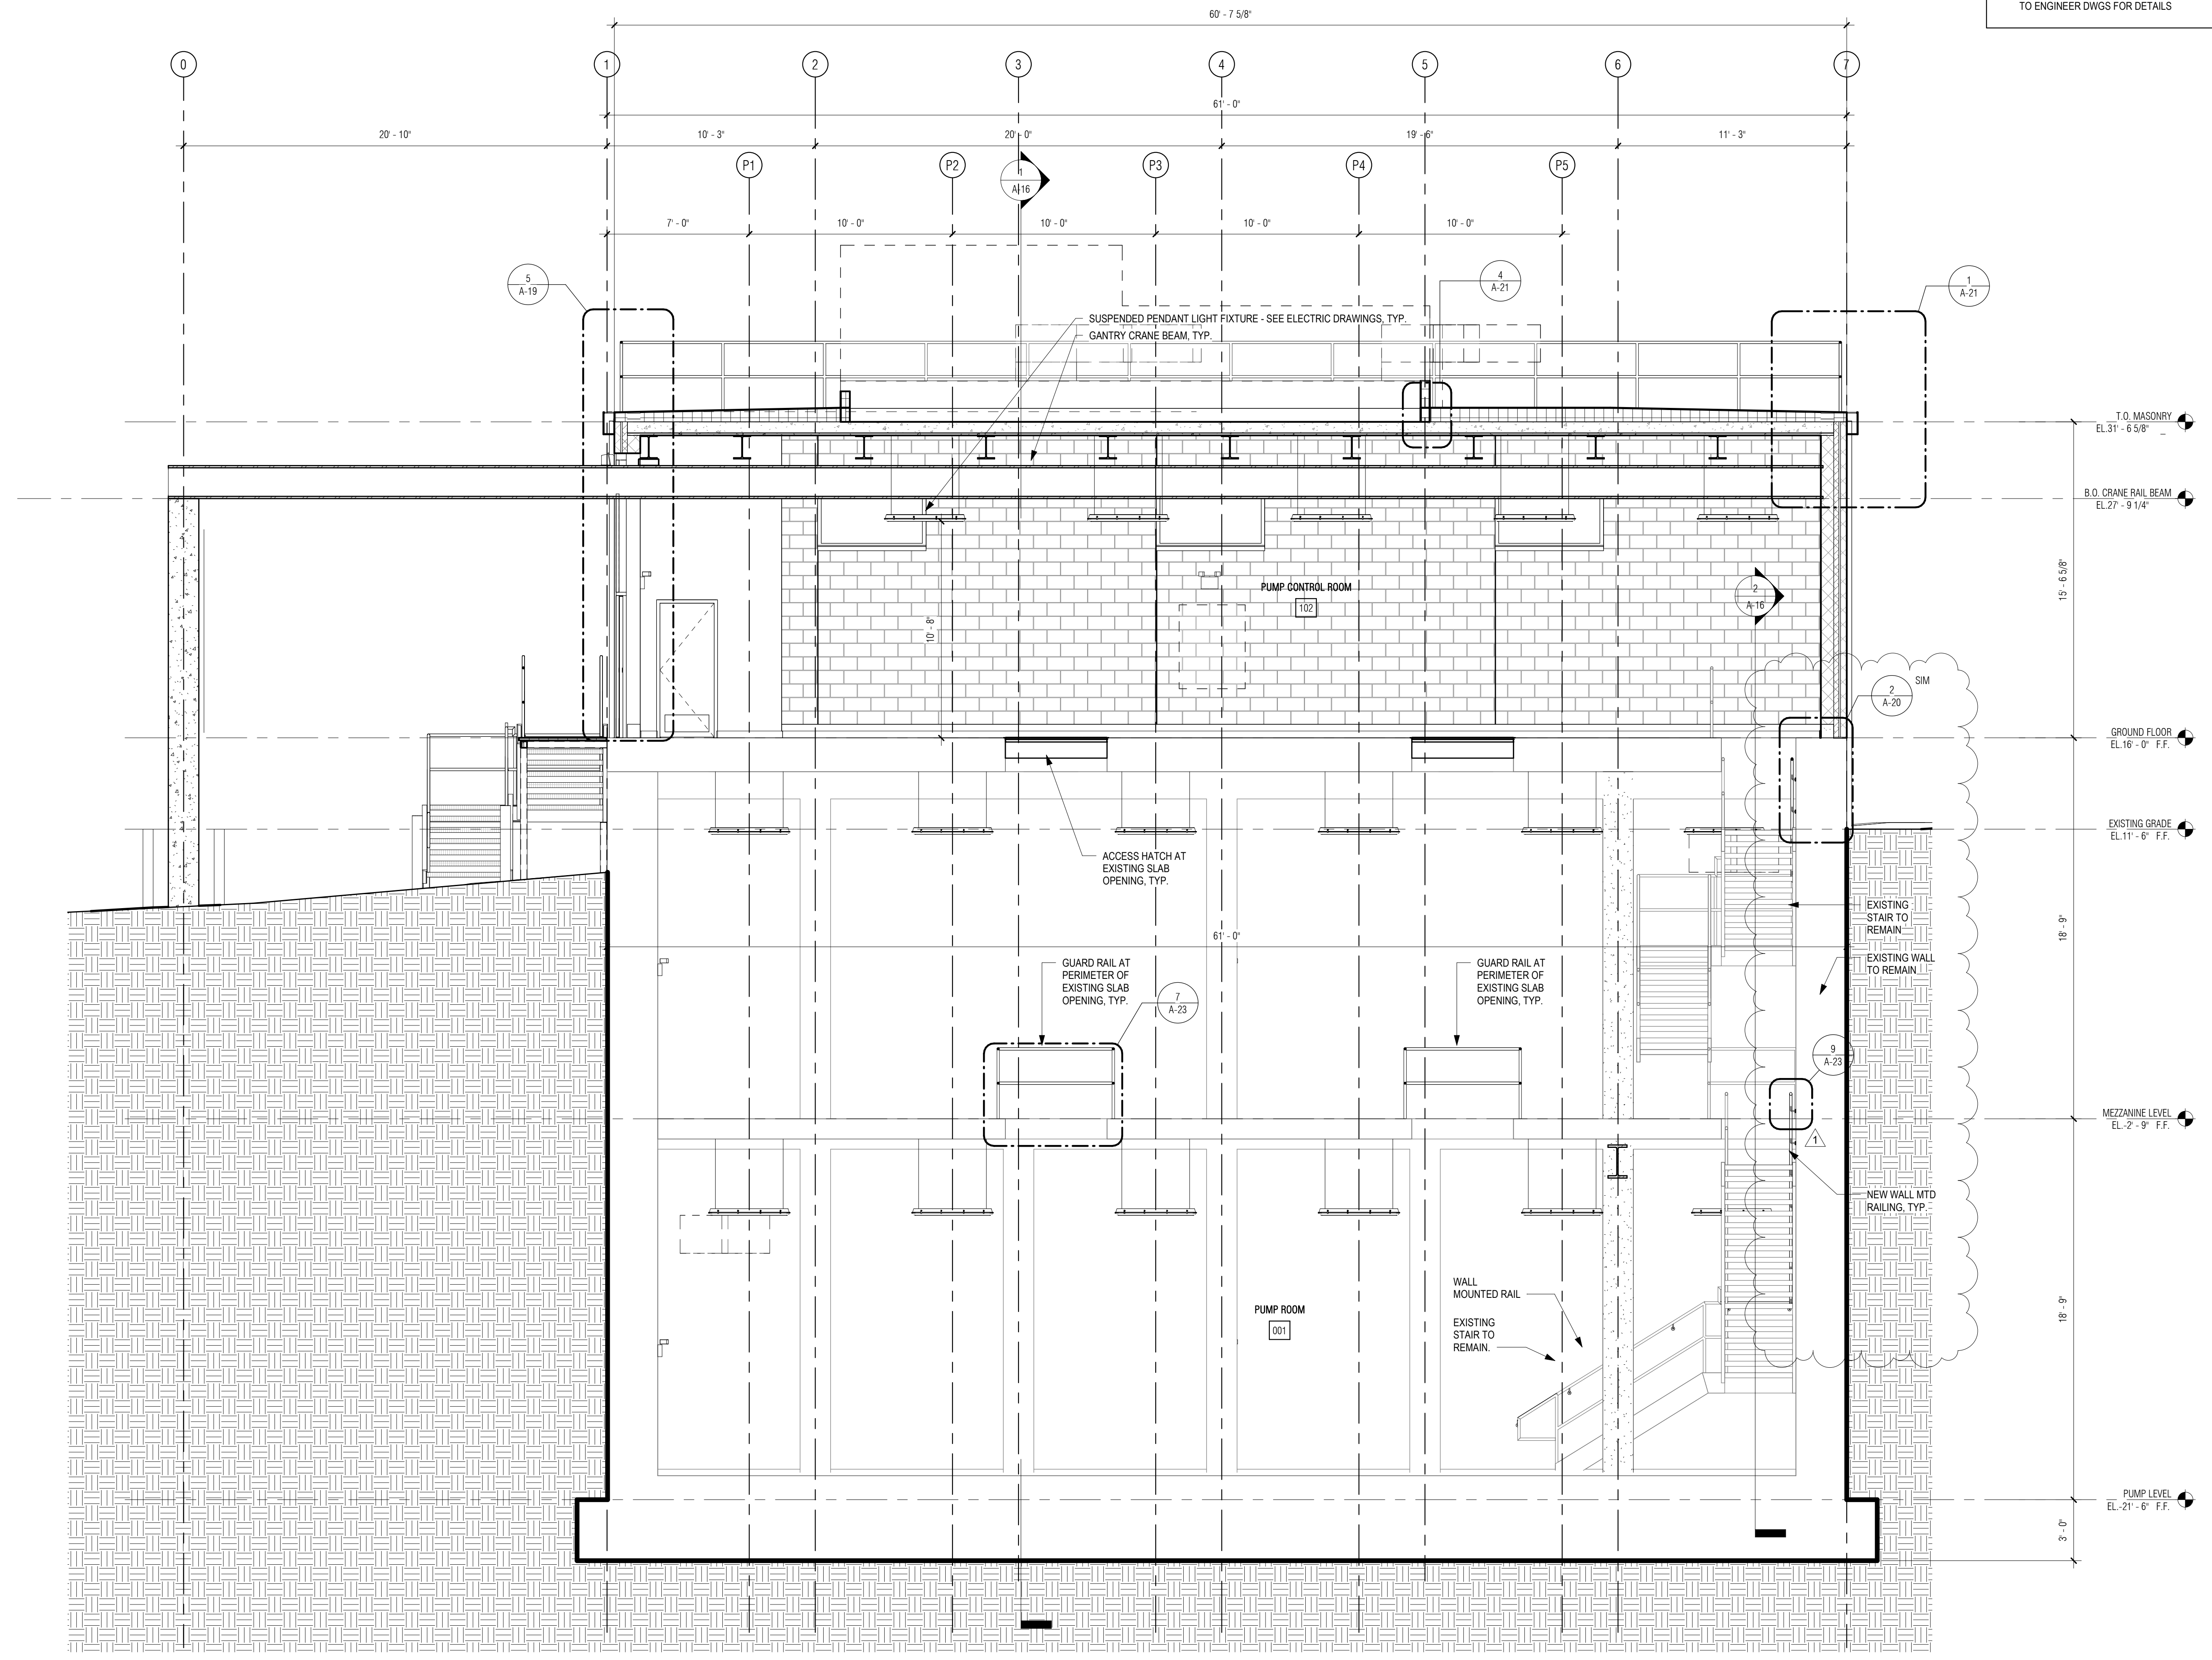 TO ENGINEER DWGS FOR DETAILS
60' - 7 5/8"
0
1
2
3
4
5
6
7
61' - 0"
20' - 10"
10' - 3"
20' - 0"
19' - 6"
11' - 3"
P1
P2
P3
P4
P5
1
A-16
7' - 0"
10' - 0"
10' - 0"
10' - 0"
10' - 0"
5
A-19
4
A-21
1
A-21
SUSPENDED PENDANT LIGHT FIXTURE - SEE ELECTRIC DRAWINGS, TYP.
GANTRY CRANE BEAM, TYP.
T.O. MASONRY
EL.31' - 6 5/8"
B.O. CRANE RAIL BEAM
EL.27' - 9 1/4"
PUMP CONTROL ROOM
102
2
A-16
15' - 6 5/8"
10' - 8"
SIM
2
A-20
GROUND FLOOR
EL.16' - 0" F.F.
EXISTING GRADE
EL.11' - 6" F.F.
ACCESS HATCH AT
EXISTING SLAB
OPENING, TYP.
EXISTING
STAIR TO
REMAIN
18' - 9"
61' - 0"
GUARD RAIL AT
PERIMETER OF
EXISTING SLAB
OPENING, TYP.
7
A-23
GUARD RAIL AT
PERIMETER OF
EXISTING SLAB
OPENING, TYP.
EXISTING WALL
TO REMAIN
9
A-23
MEZZANINE LEVEL
EL.-2' - 9" F.F.
1
NEW WALL MTD
RAILING, TYP.
WALL
MOUNTED RAIL
EXISTING
STAIR TO
REMAIN.
PUMP ROOM
001
18' - 9"
PUMP LEVEL
EL.-21' - 6" F.F.
3' - 0"